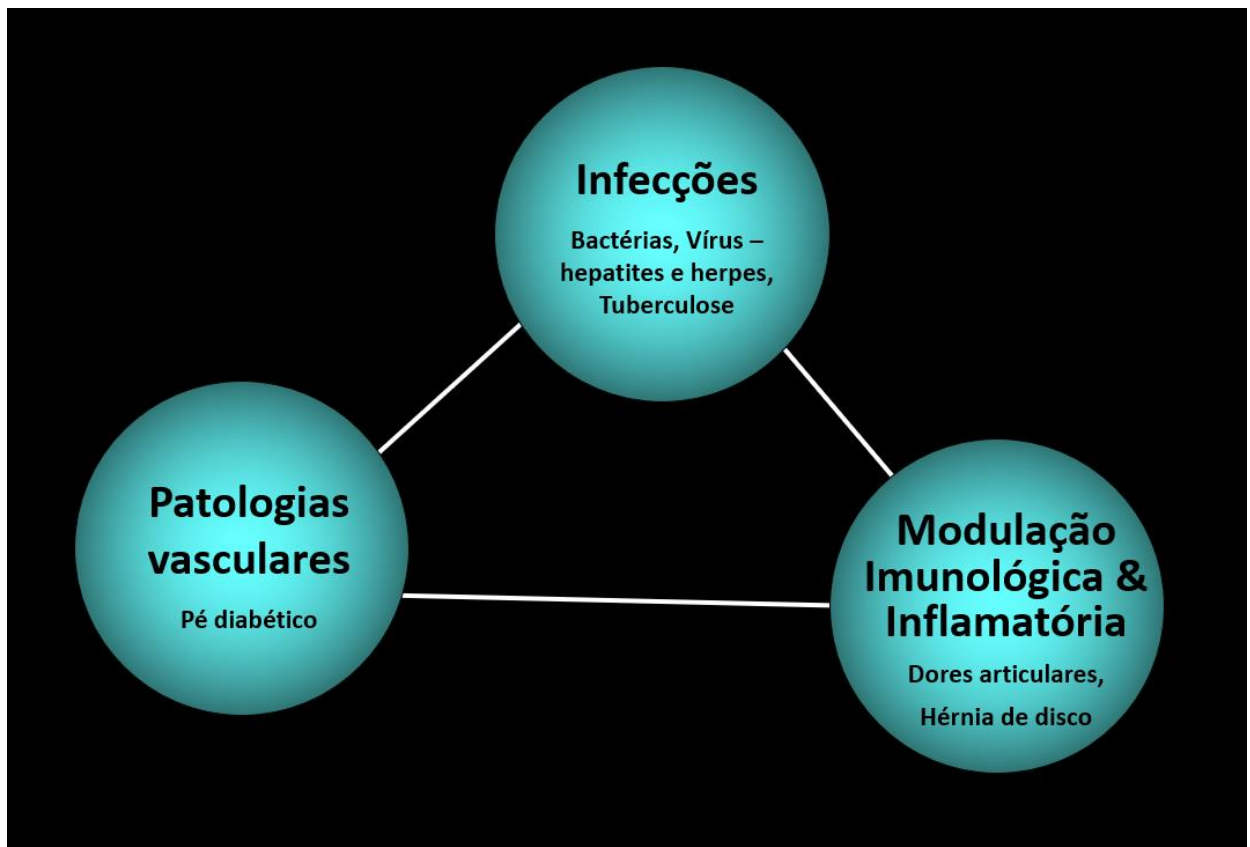 Infecções
Bactérias, Vírus –
hepatites e herpes,
Tuberculose
Patologias
vasculares
Pé diabético
Modulação
Imunológica &
Inflamatória
Dores articulares,
Hérnia de disco